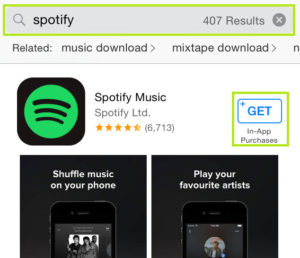 spotify 407 Results
Related: music download > mixtape download > n
Spotify Music
Spotify Ltd.
(6,713)
+ GET
In-App
Purchases
Shuffle music
on your phone
Play your
favourite artists